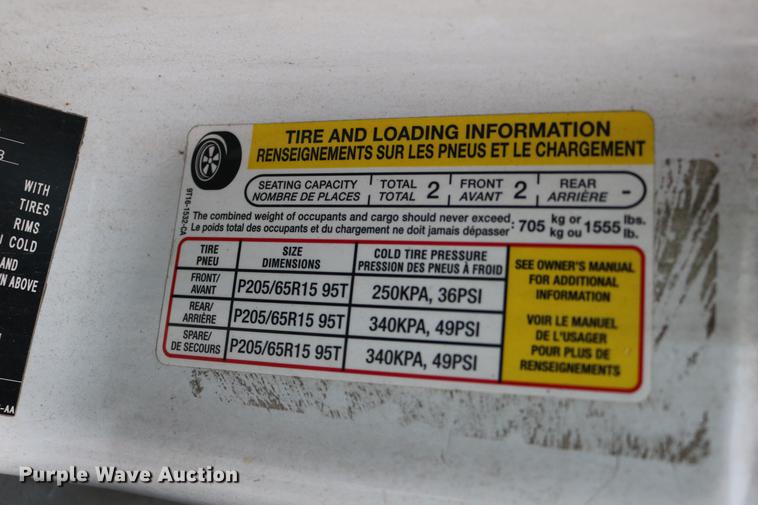 TIRE AND LOADING INFORMATION
RENSEIGNEMENTS SUR LES PNEUS ET LE CHARGEMENT
SEATING CAPACITY
NOMBRE DE PLACES
TOTAL
TOTAL
2
FRONT
AVANT
2
REAR
ARRIÈRE
-
The combined weight of occupants and cargo should never exceed
Le poids total des occupants et du chargement ne doit jamais dépasser
: 705 kg or 1555 lbs.
kg ou lb.
9T16-1532-CA
TIRE
PNEU
SIZE
DIMENSIONS
COLD TIRE PRESSURE
PRESSION DES PNEUS À FROID
FRONT/
AVANT
P205/65R15 95T
250KPA, 36PSI
REAR/
ARRIÈRE
P205/65R15 95T
340KPA, 49PSI
SPARE/
DE SECOURS
P205/65R15 95T
340KPA, 49PSI
SEE OWNER'S MANUAL
FOR ADDITIONAL
INFORMATION
VOIR LE MANUEL
DE L'USAGER
POUR PLUS DE
RENSEIGNEMENTS
WITH
TIRES
RIMS
COLD
AND
ABOVE
-AA
Purple Wave Auction